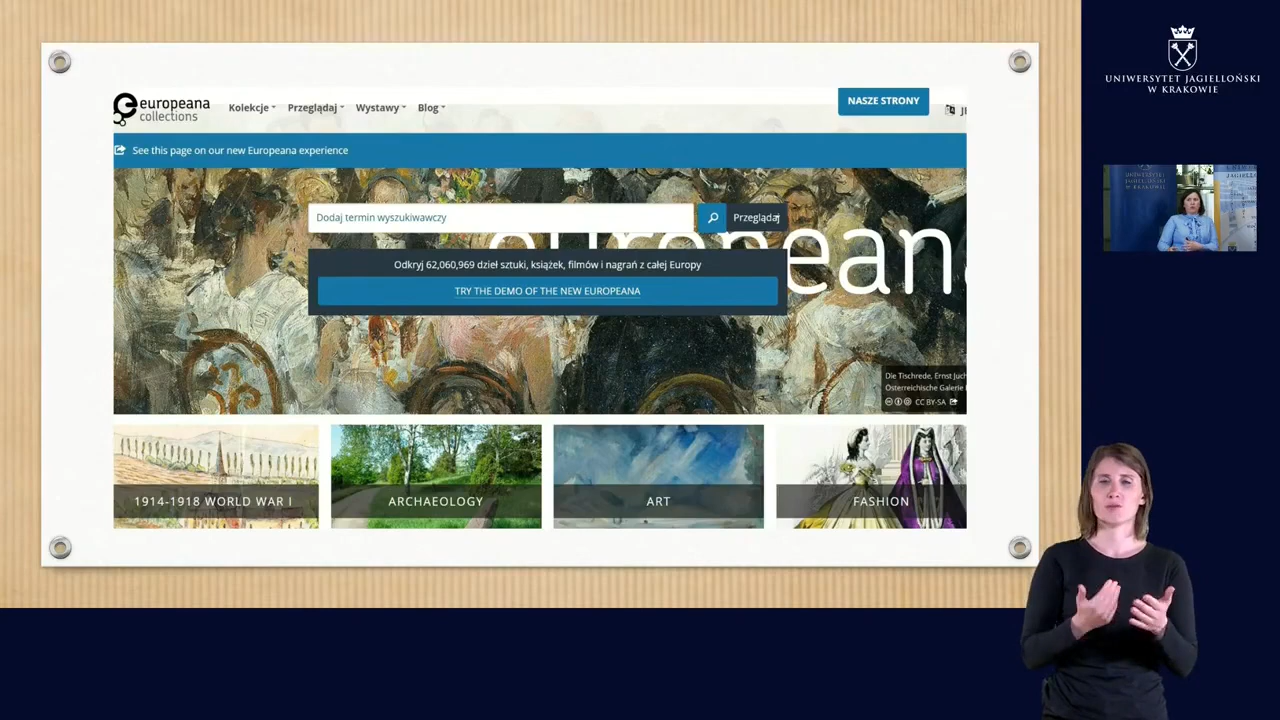 UNIWERSYTET JAGIELLOŃSKI
W KRAKOWIE
europeana
collections
Kolekcje
Przeglądaj
Wystawy
Blog
NASZE STRONY
See this page on our new Europeana experience
Dodaj termin wyszukiwawczy
Przeglądaj
Odkryj 62,060,969 dzieł sztuki, książek, filmów i nagrań z całej Europy
TRY THE DEMO OF THE NEW EUROPEANA
Die Tischrede, Ernst Juch
Österreichische Galerie
CC BY-SA
1914-1918 WORLD WAR I
ARCHAEOLOGY
ART
FASHION
UNIWERSYTET
JAGIELLOŃSKI
W KRAKOWIE